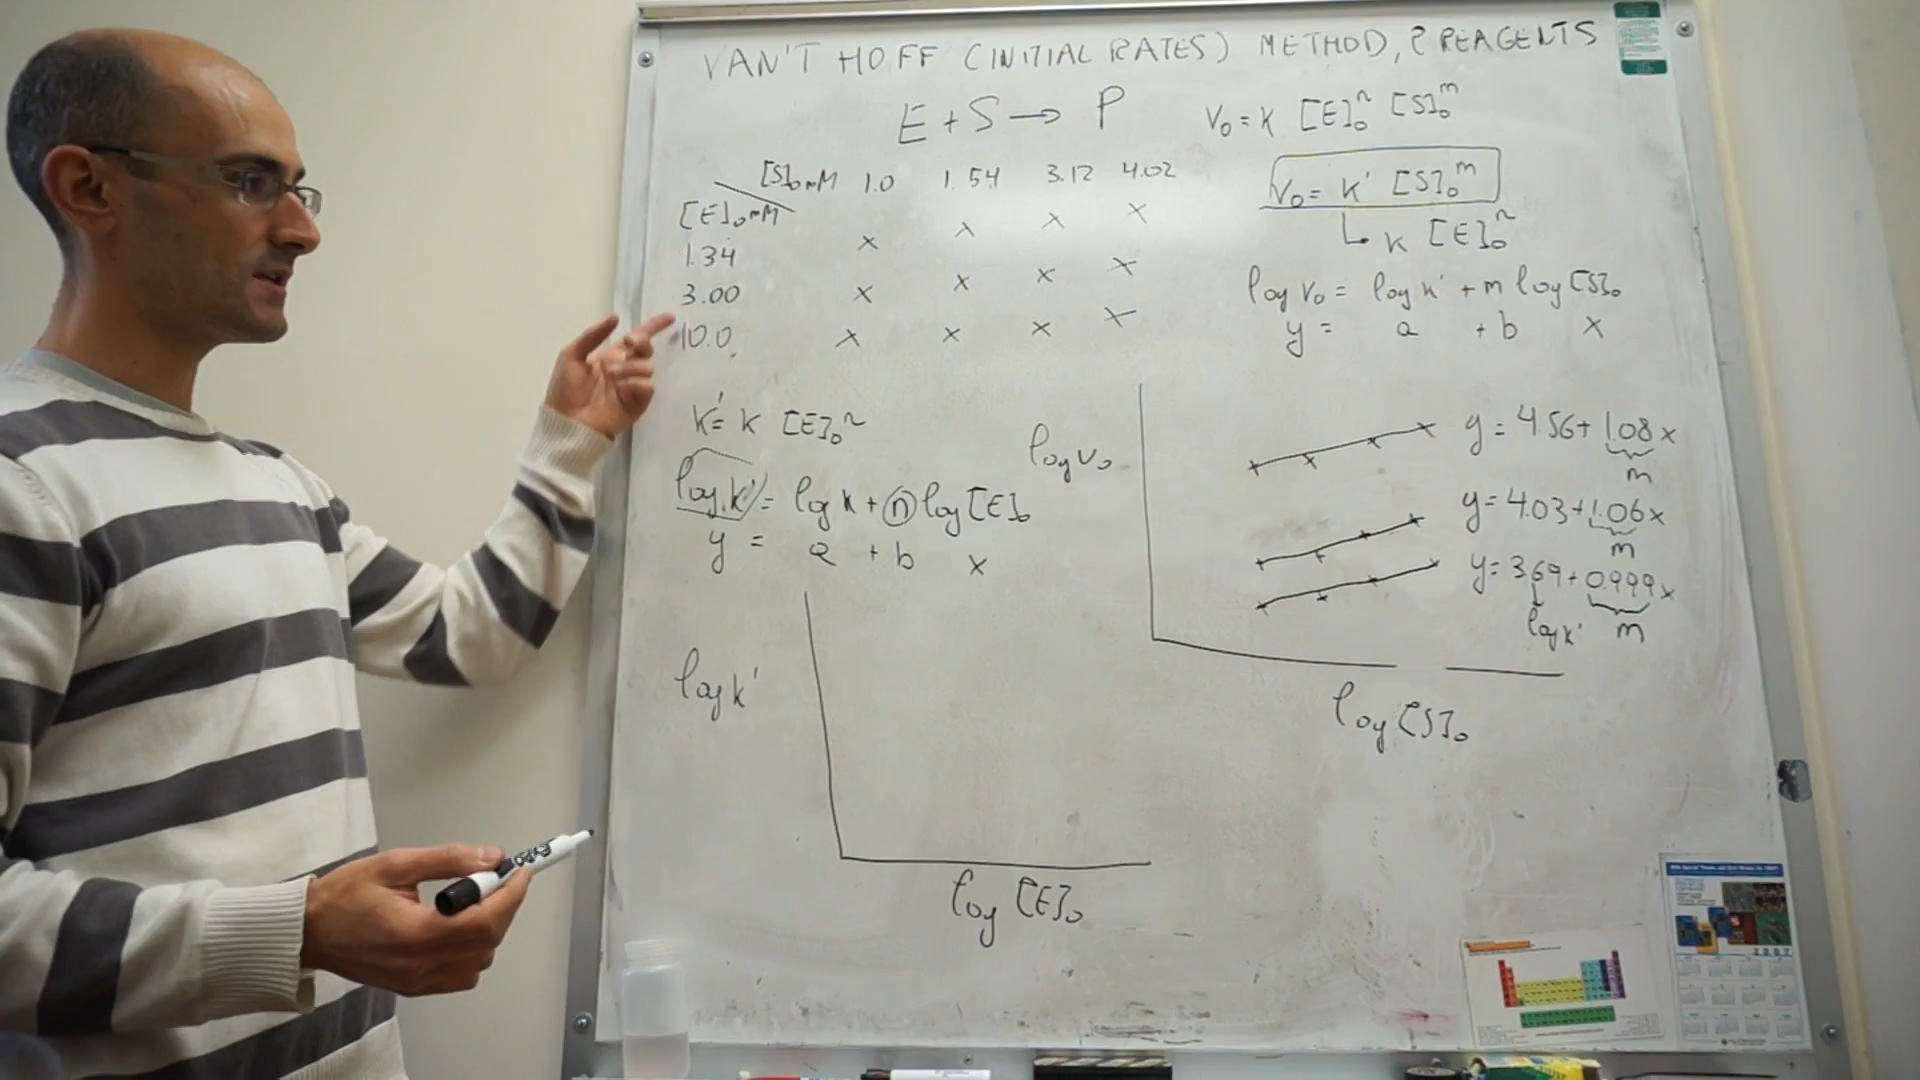 VAN'T HOFF (INITIAL RATES) METHOD, 2 REAGENTS
E + S → P
V₀ = k [E]₀ⁿ [S]₀ᵐ
[S]₀ mM 1.0 1.54 3.12 4.02
[E]₀ mM
1.34 x x x x
3.00 x x x x
10.0 x x x x
V₀ = k' [S]₀ᵐ
k [E]₀ⁿ
log V₀ = log k' + m log [S]₀
y = a + b x
k' = k [E]₀ⁿ
log k' = log k + n log [E]₀
y = a + b x
log k'
log [E]₀
log V₀
y = 4.56 + 1.08 x
m
y = 4.03 + 1.06 x
m
y = 3.69 + 0.999 x
log k' m
log [S]₀
2007